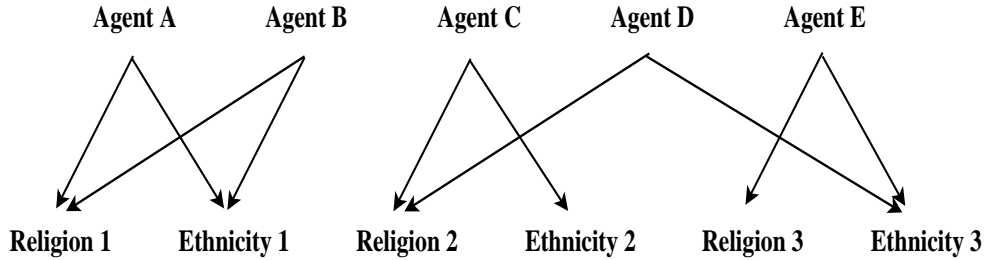 Agent A Agent B Agent C Agent D Agent E
Religion 1 Ethnicity 1 Religion 2 Ethnicity 2 Religion 3 Ethnicity 3